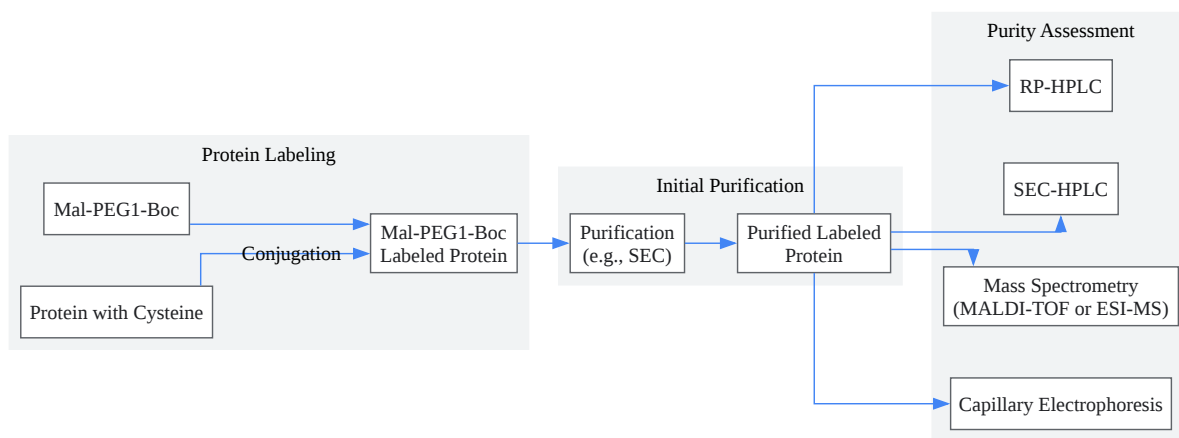 Protein Labeling
Mal-PEG1-Boc
Conjugation
Protein with Cysteine
Mal-PEG1-Boc
Labeled Protein
Initial Purification
Purification
(e.g., SEC)
Purified Labeled
Protein
Purity Assessment
RP-HPLC
SEC-HPLC
Mass Spectrometry
(MALDI-TOF or ESI-MS)
Capillary Electrophoresis